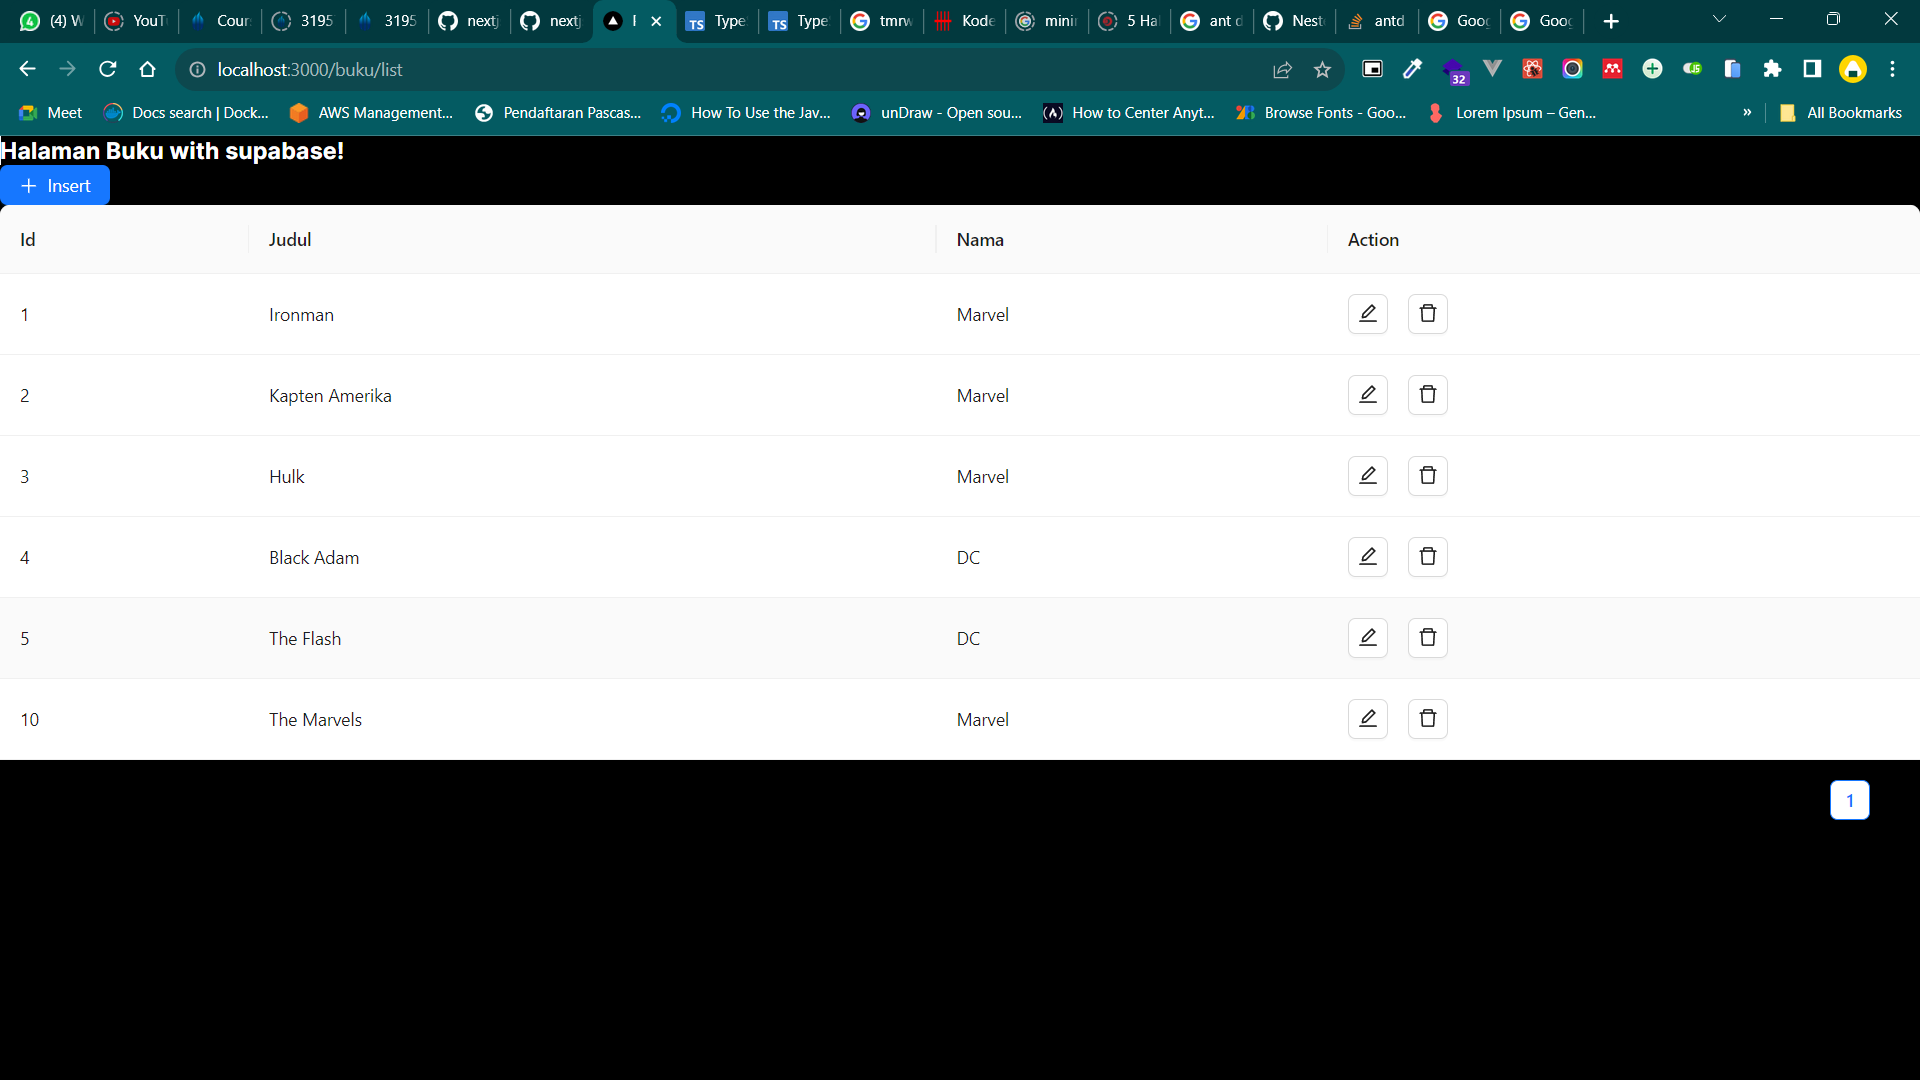 (4) W
YouT
Cour
3195
3195
nextj
nextj
Type
Type
tmrw
Kode
minir
5 Hal
ant d
Nest
antd
Goog
Goog
localhost:3000/buku/list
32
Meet
Docs search | Dock...
AWS Management...
Pendaftaran Pascas...
How To Use the Jav...
unDraw - Open sou...
How to Center Anyt...
Browse Fonts - Goo...
Lorem Ipsum – Gen...
»
All Bookmarks
Halaman Buku with supabase!
+ Insert
Id Judul Nama Action
1 Ironman Marvel
2 Kapten Amerika Marvel
3 Hulk Marvel
4 Black Adam DC
5 The Flash DC
10 The Marvels Marvel
1